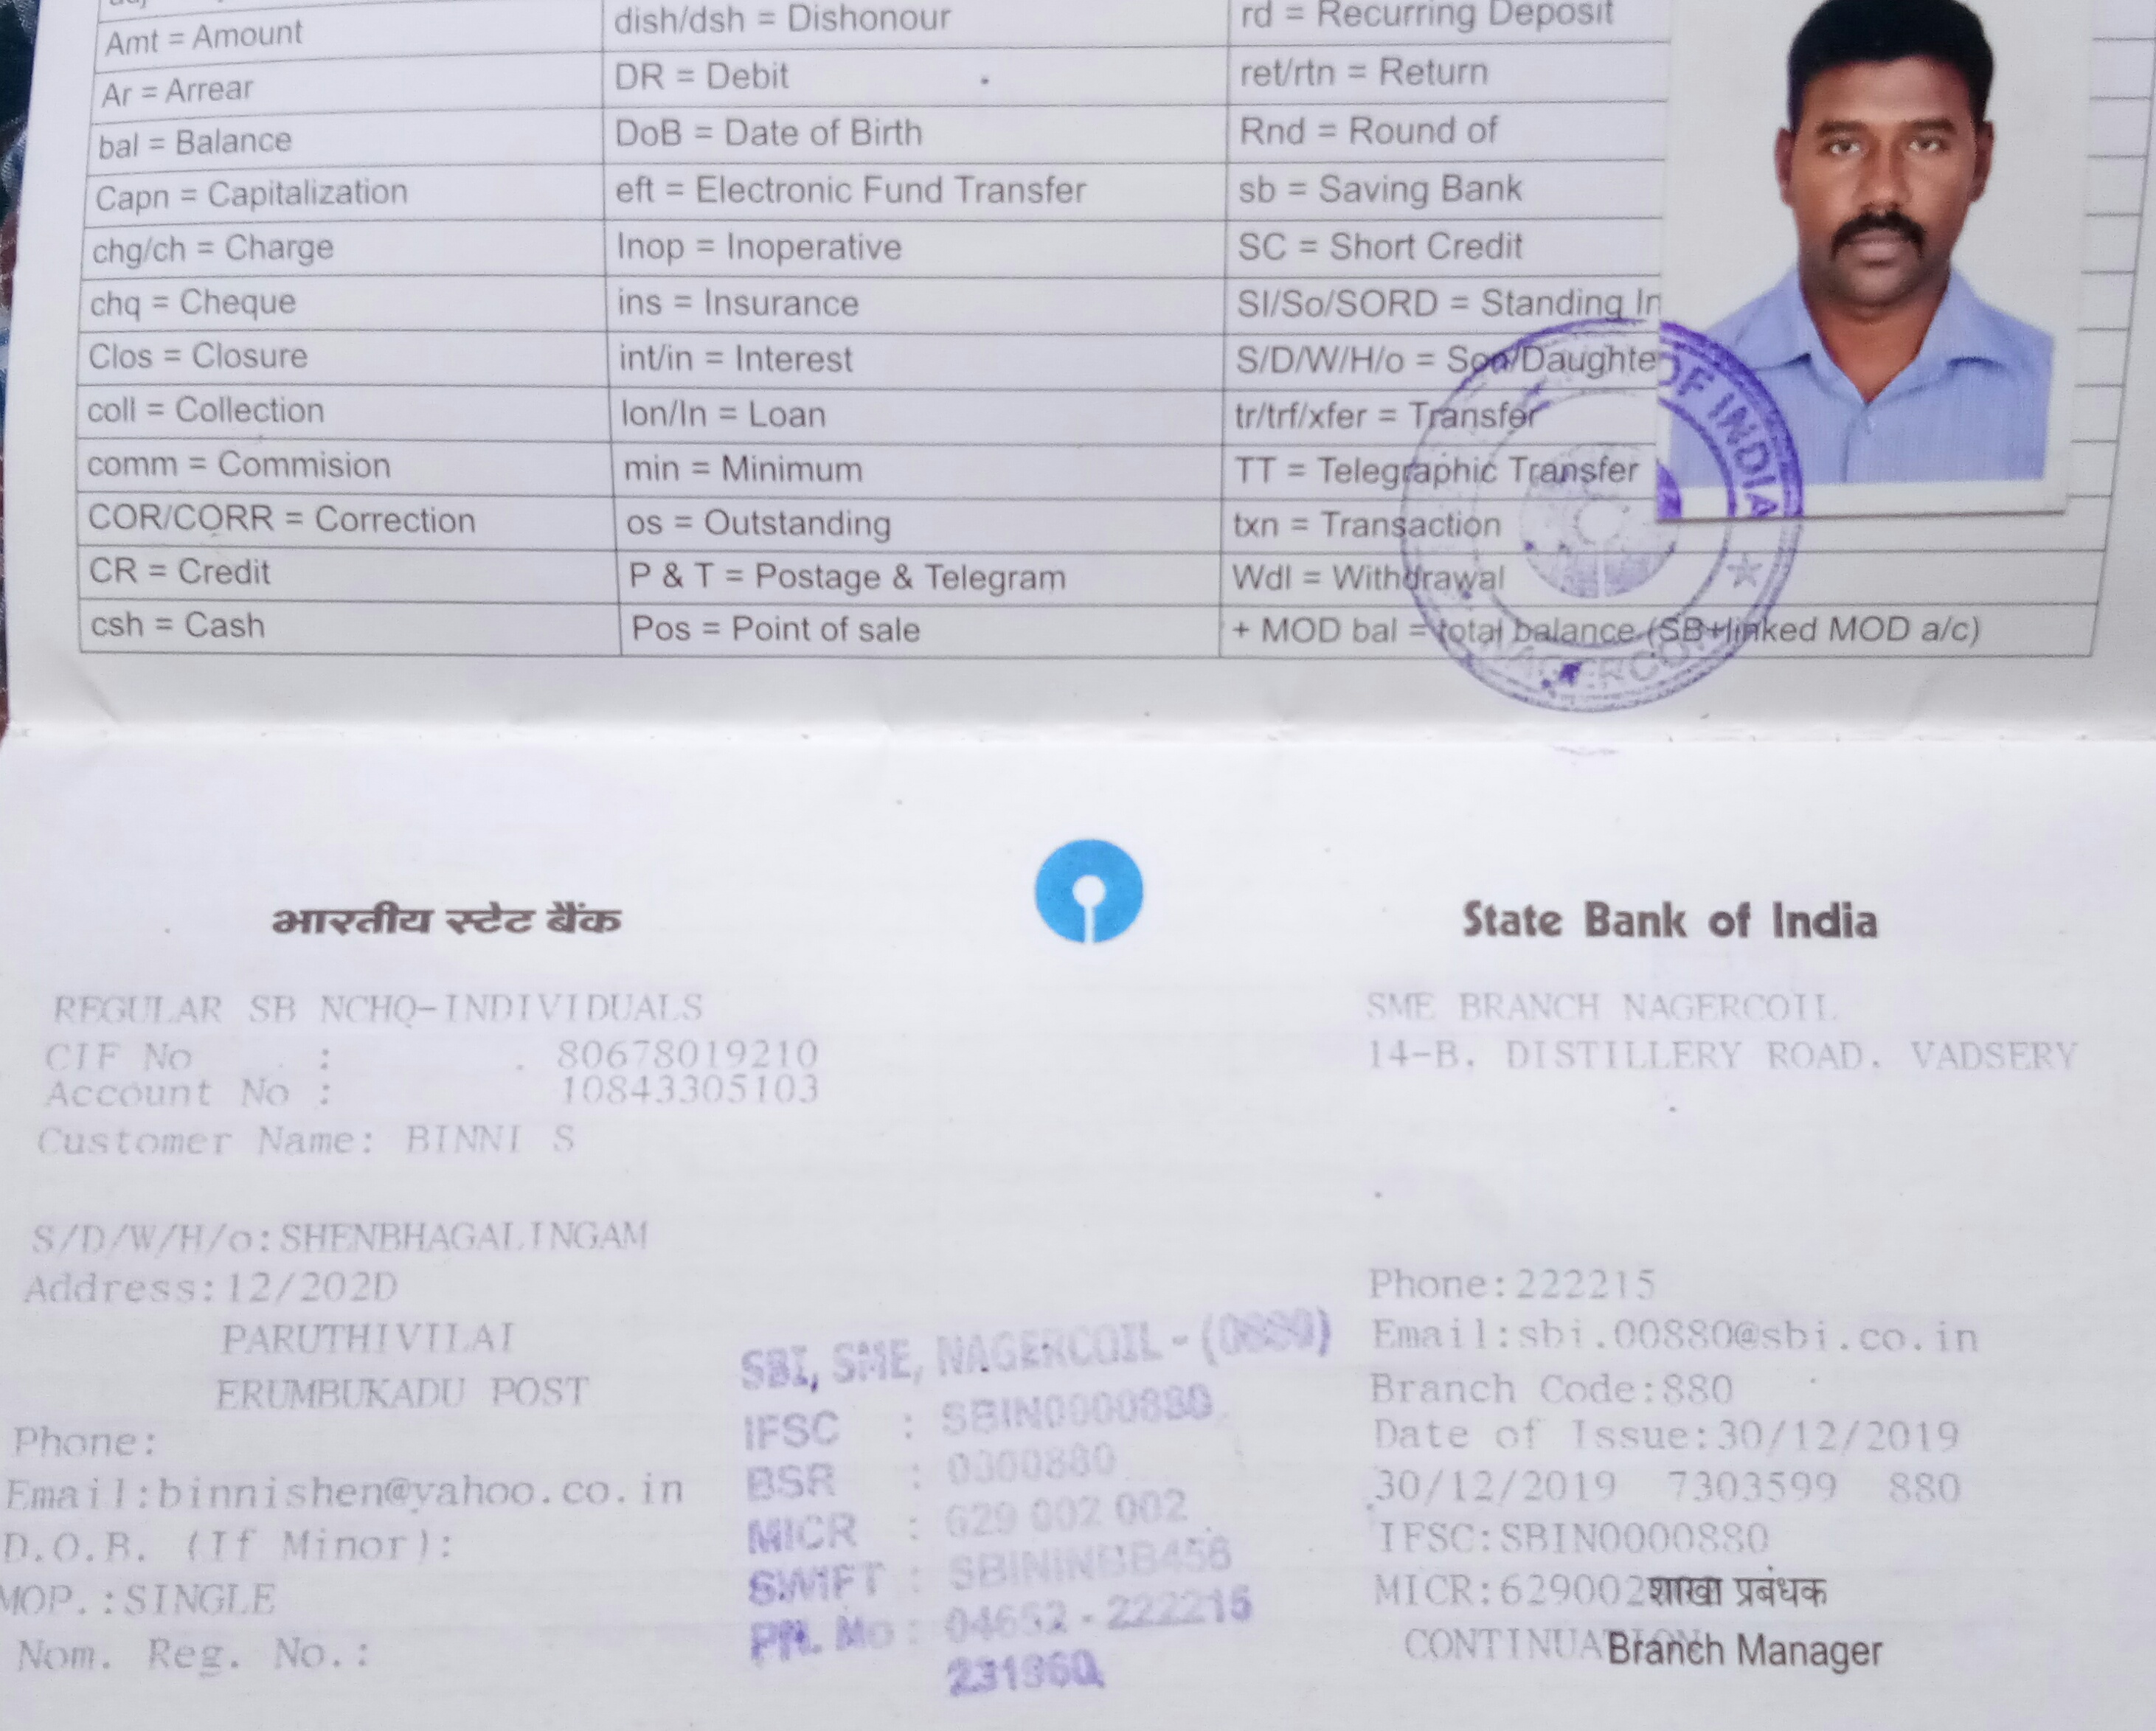 Amt = Amount
dish/dsh = Dishonour
rd = Recurring Deposit
Ar = Arrear
DR = Debit
ret/rtn = Return
bal = Balance
DoB = Date of Birth
Rnd = Round of
Capn = Capitalization
eft = Electronic Fund Transfer
sb = Saving Bank
chg/ch = Charge
Inop = Inoperative
SC = Short Credit
chq = Cheque
ins = Insurance
SI/So/SORD = Standing In
Clos = Closure
int/in = Interest
S/D/W/H/o = Son/Daughte
coll = Collection
lon/ln = Loan
tr/trf/xfer = Transfer
comm = Commision
min = Minimum
TT = Telegraphic Transfer
COR/CORR = Correction
os = Outstanding
txn = Transaction
CR = Credit
P & T = Postage & Telegram
Wdl = Withdrawal
csh = Cash
Pos = Point of sale
+ MOD bal = total balance (SB+linked MOD a/c)
OF INDIA
NAGERCOIL
भारतीय स्टेट बैंक
State Bank of India
REGULAR SB NCHQ-INDIVIDUALS
CIF No : 80678019210
Account No : 10843305103
Customer Name: BINNI S
S/D/W/H/o:SHENBHAGALINGAM
Address:12/202D
PARUTHIVILAI
ERUMBUKADU POST
Phone:
Email:binnishen@yahoo.co.in
D.O.B. (If Minor):
MOP.:SINGLE
Nom. Reg. No.:
SBI, SME, NAGERCOIL - (0880)
IFSC : SBIN0000880
BSR : 0300880
MICR : 629 002 002
SWIFT : SBININBB456
PH. No : 04652 - 222215
231360
SME BRANCH NAGERCOIL
14-B, DISTILLERY ROAD, VADSERY
Phone:222215
Email:sbi.00880@sbi.co.in
Branch Code:880
Date of Issue:30/12/2019
30/12/2019 7303599 880
IFSC:SBIN0000880
MICR:629002
शाखा प्रबंधक
CONTINUATION
Branch Manager